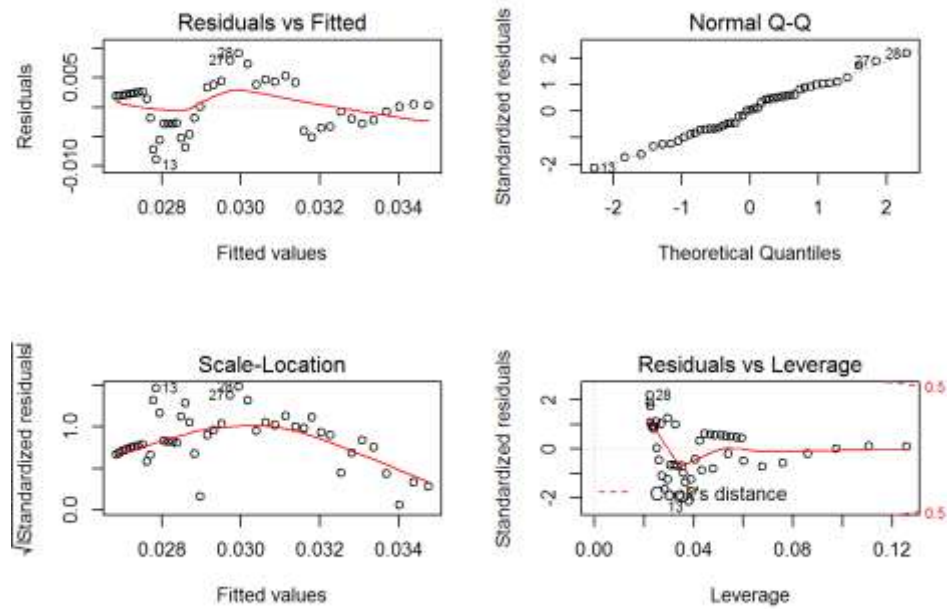 Residuals vs Fitted
Residuals
0.005
-0.010
28
27
13
0.028 0.030 0.032 0.034
Fitted values
Normal Q-Q
Standardized residuals
2
1
0
-2
27 28
13
-2 -1 0 1 2
Theoretical Quantiles
Scale-Location
√|Standardized residuals|
1.0
0.0
13
28
27
0.028 0.030 0.032 0.034
Fitted values
Residuals vs Leverage
Standardized residuals
2
1
0
-2
28
13
Cook's distance
0.5
0.5
0.00 0.04 0.08 0.12
Leverage